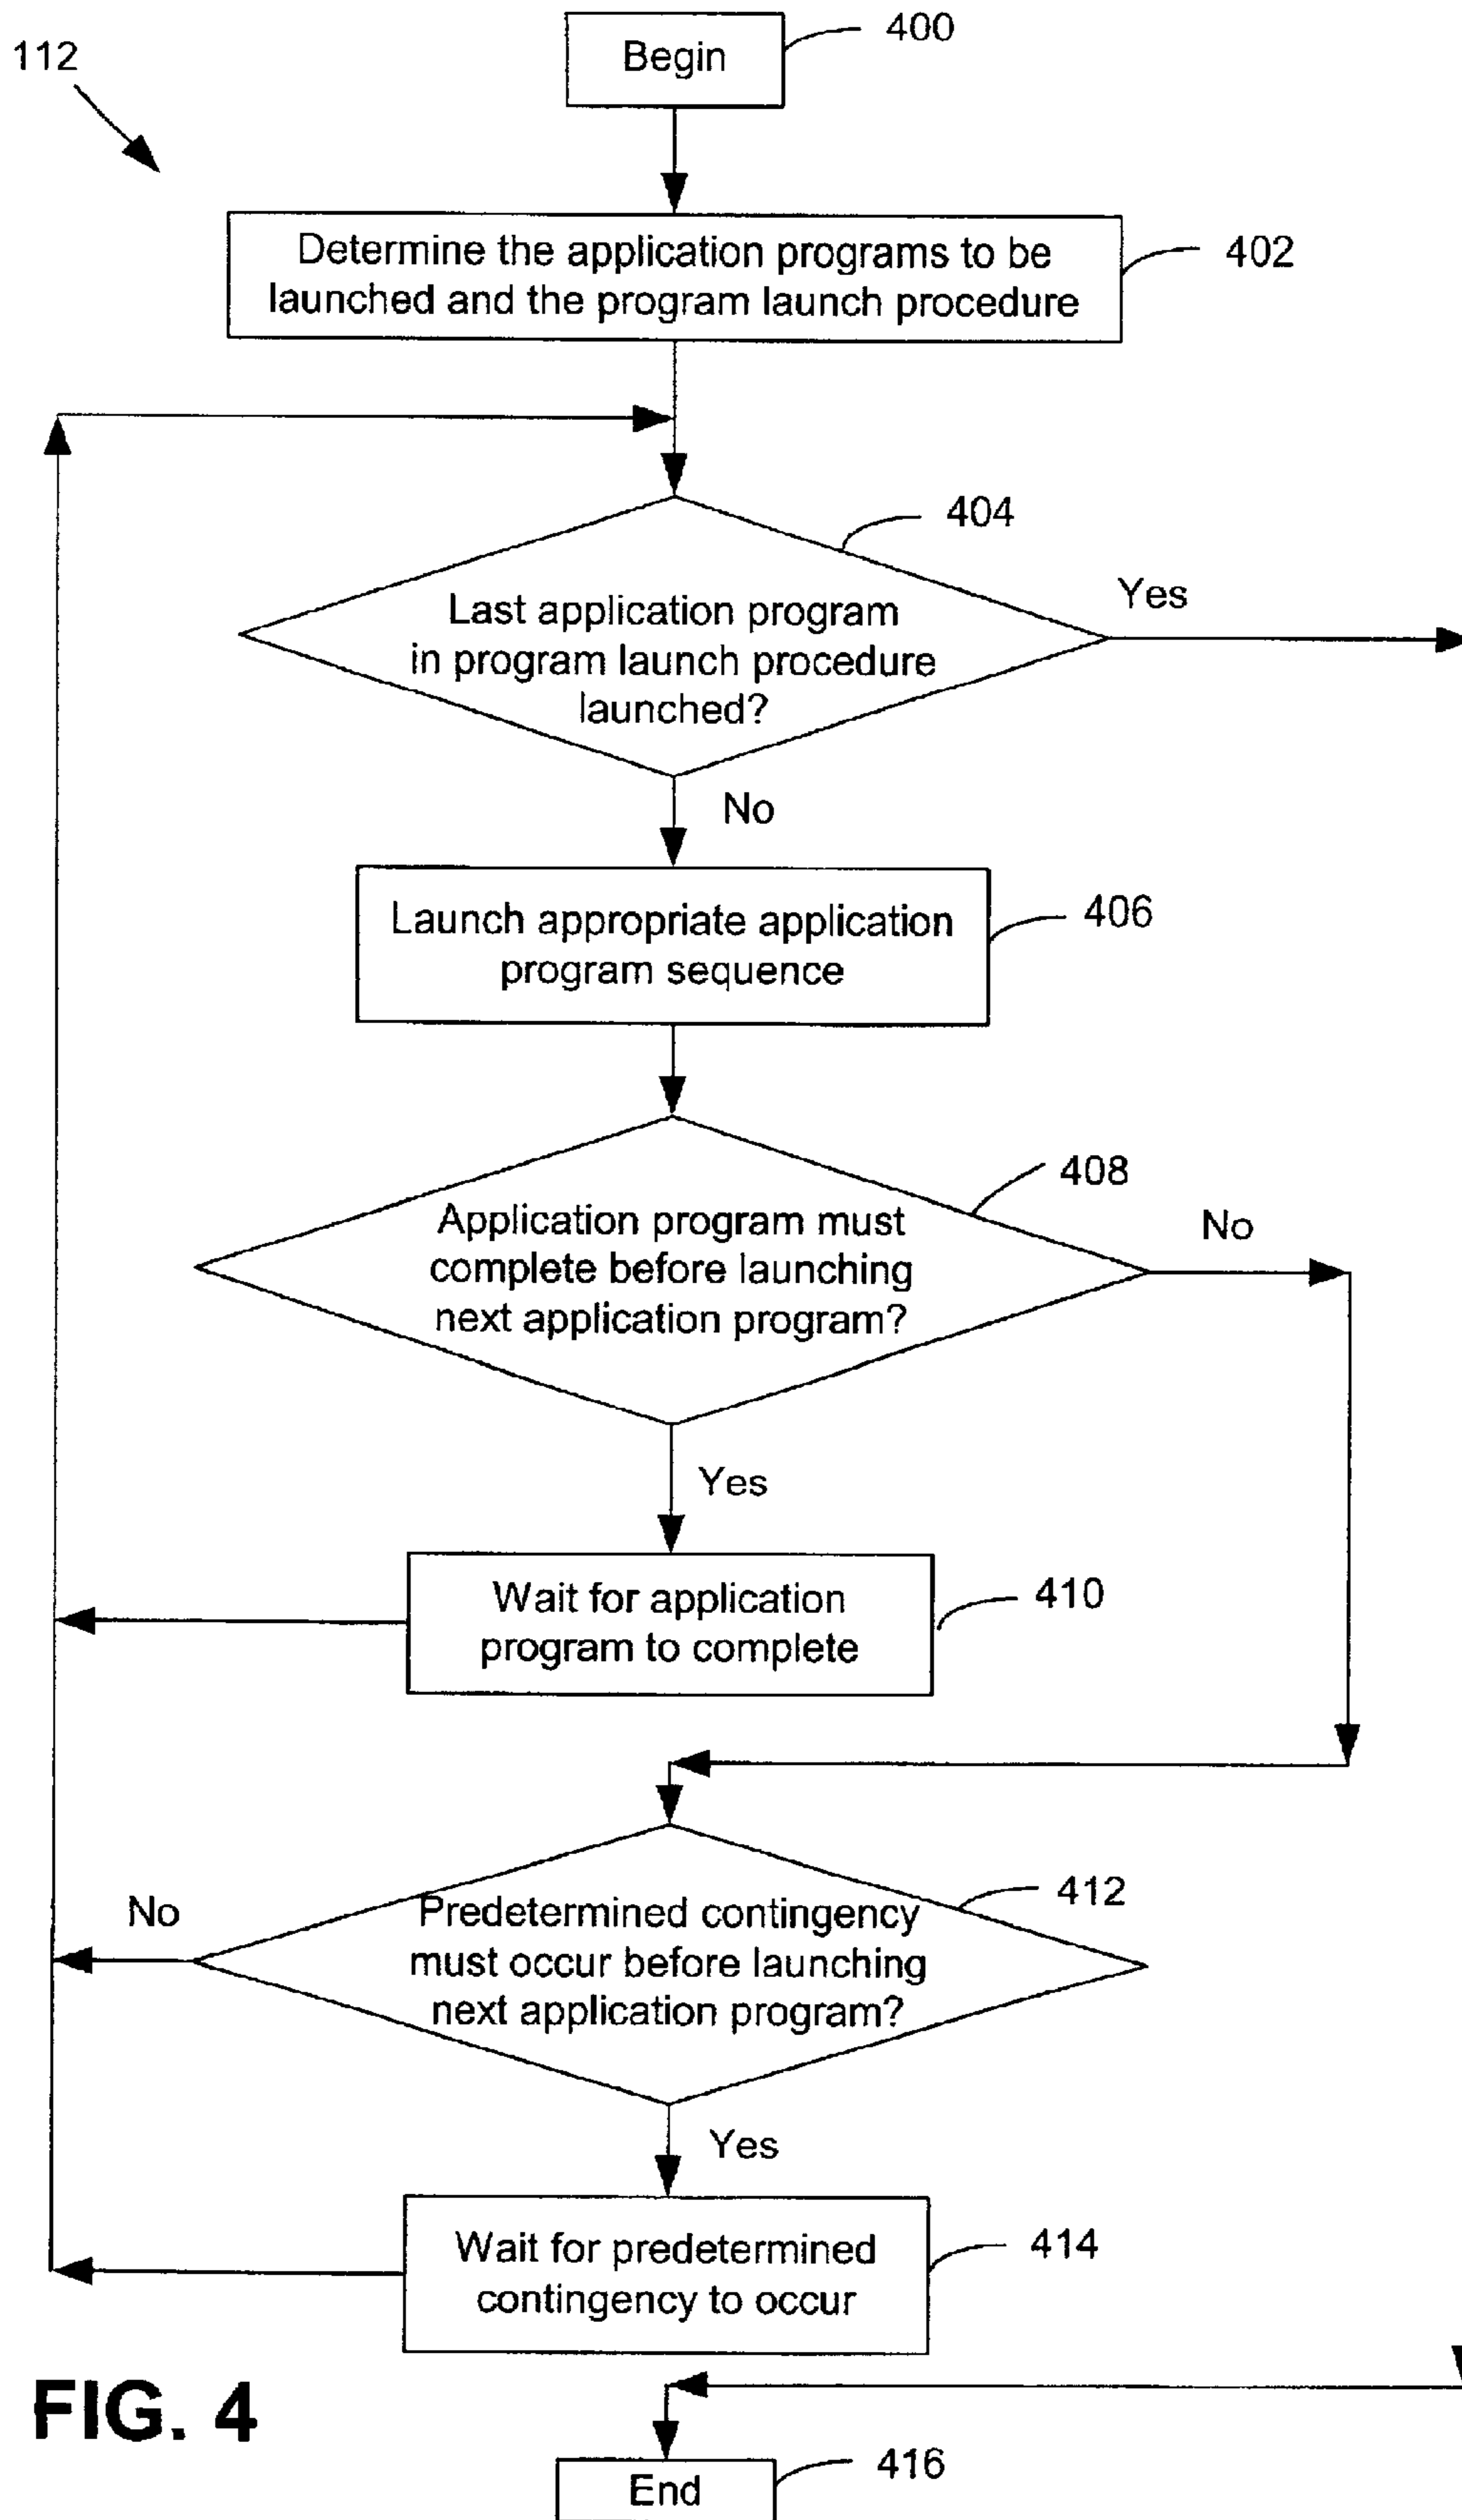 112
Begin
400
Determine the application programs to be
launched and the program launch procedure
402
404
Last application program
in program launch procedure
launched?
Yes
No
Launch appropriate application
program sequence
406
408
Application program must
complete before launching
next application program?
No
Yes
Wait for application
program to complete
410
412
Predetermined contingency
must occur before launching
next application program?
No
Yes
Wait for predetermined
contingency to occur
414
FIG. 4
End
416